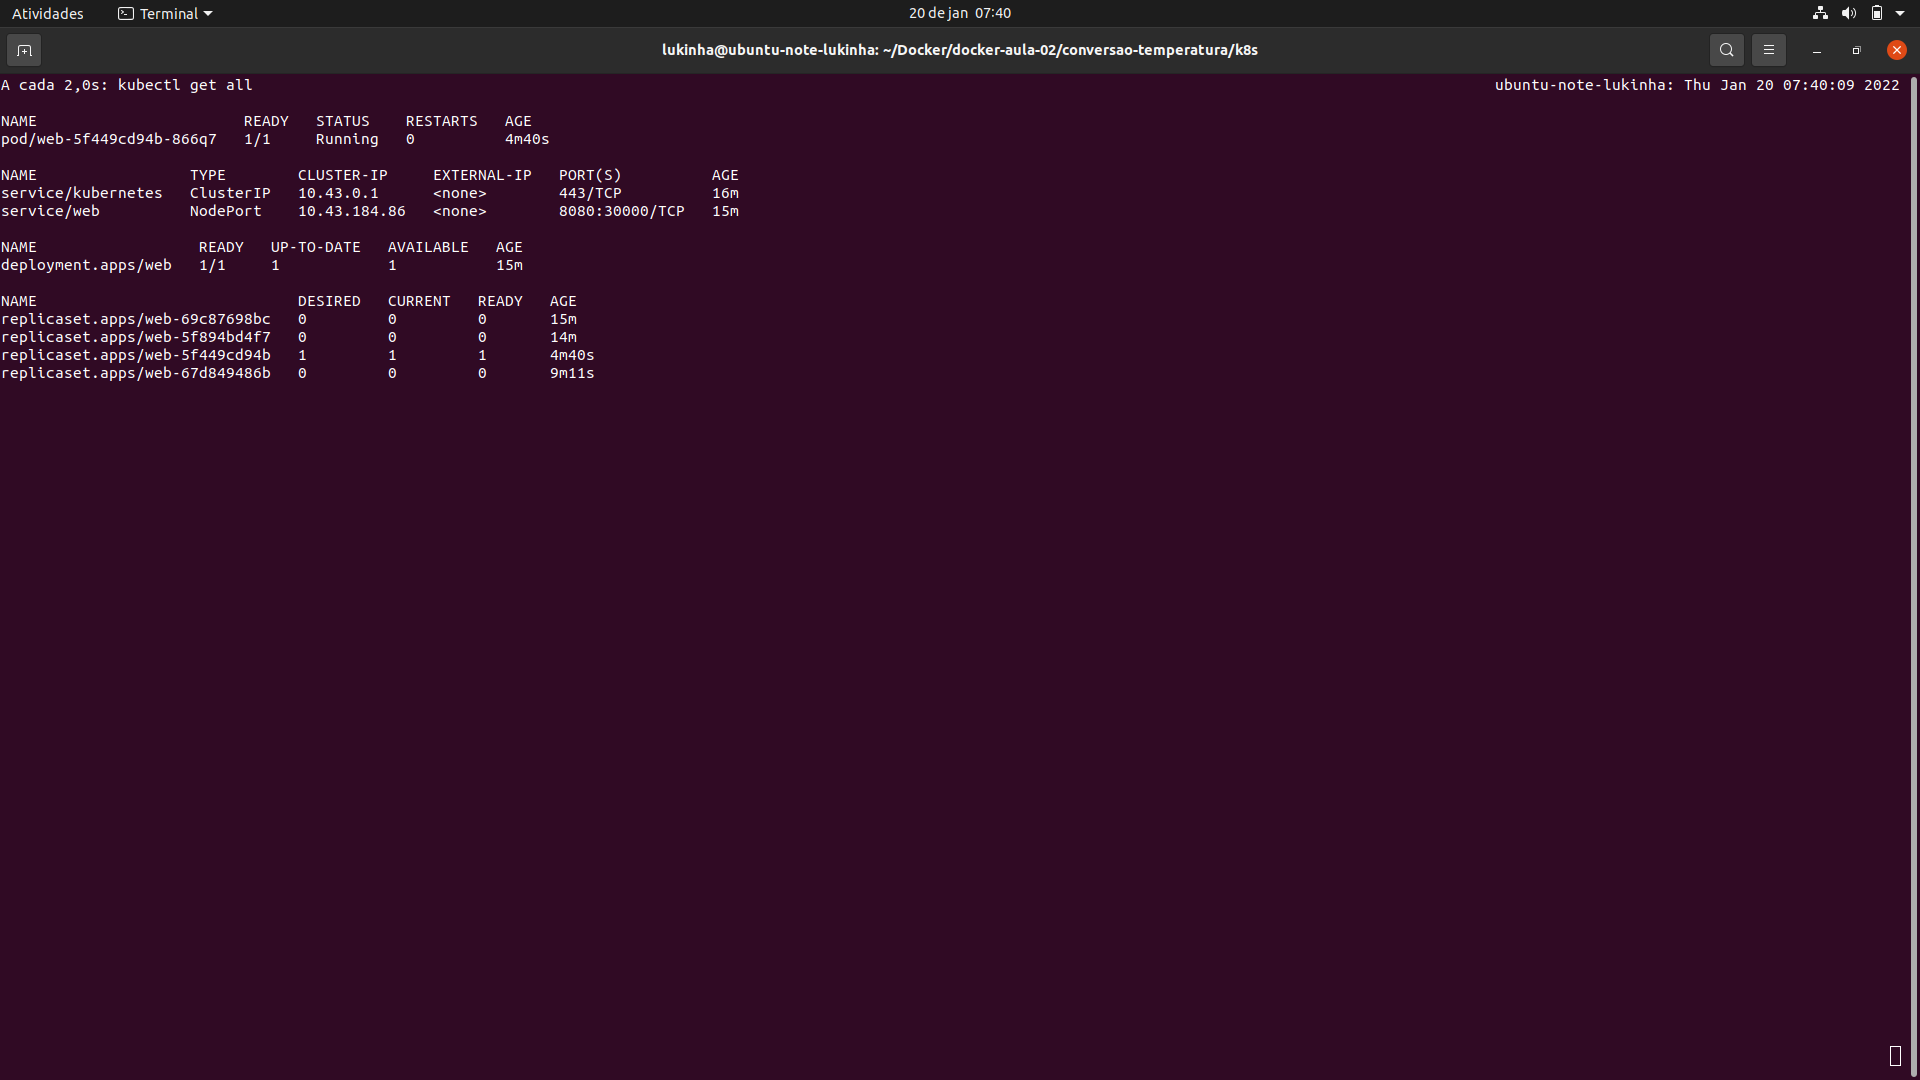 Atividades Terminal 20 de jan 07:40
lukinha@ubuntu-note-lukinha: ~/Docker/docker-aula-02/conversao-temperatura/k8s
A cada 2,0s: kubectl get all ubuntu-note-lukinha: Thu Jan 20 07:40:09 2022
NAME READY STATUS RESTARTS AGE
pod/web-5f449cd94b-866q7 1/1 Running 0 4m40s
NAME TYPE CLUSTER-IP EXTERNAL-IP PORT(S) AGE
service/kubernetes ClusterIP 10.43.0.1 <none> 443/TCP 16m
service/web NodePort 10.43.184.86 <none> 8080:30000/TCP 15m
NAME READY UP-TO-DATE AVAILABLE AGE
deployment.apps/web 1/1 1 1 15m
NAME DESIRED CURRENT READY AGE
replicaset.apps/web-69c87698bc 0 0 0 15m
replicaset.apps/web-5f894bd4f7 0 0 0 14m
replicaset.apps/web-5f449cd94b 1 1 1 4m40s
replicaset.apps/web-67d849486b 0 0 0 9m11s